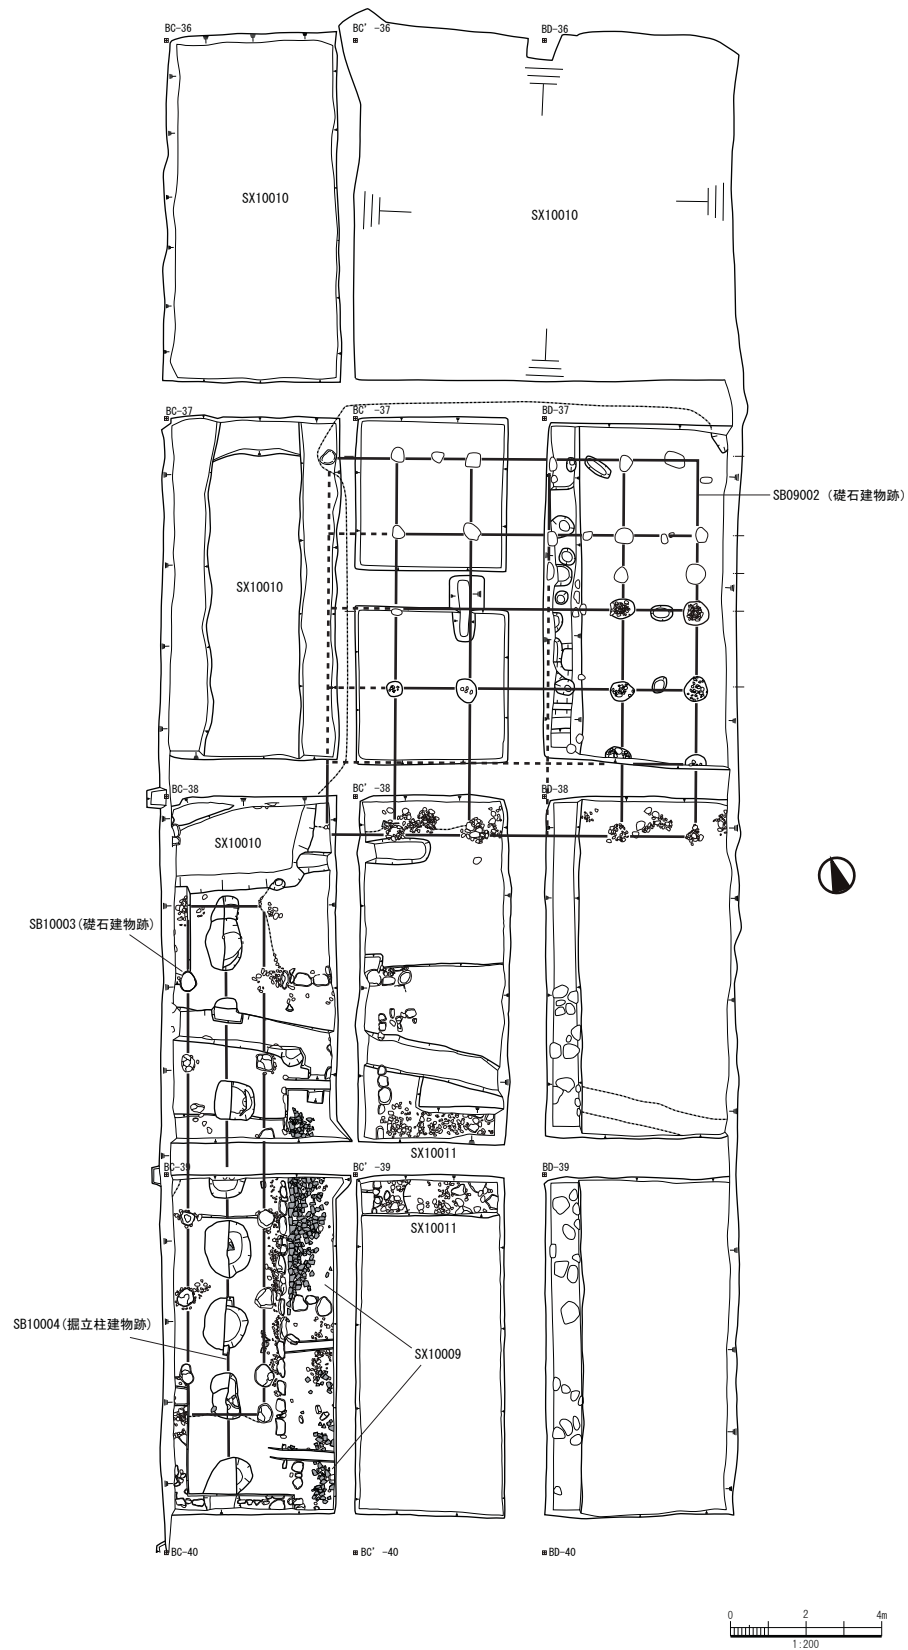 BC-36
BC'-36
BD-36
SX10010
SX10010
BC-37
BC'-37
BD-37
SB09002（礎石建物跡）
SX10010
BC-38
BC'-38
BD-38
SX10010
SB10003（礎石建物跡）
SX10011
BC-39
BC'-39
BD-39
SX10011
SB10004（掘立柱建物跡）
SX10009
BC-40
BC'-40
BD-40
0 2 4m
1:200